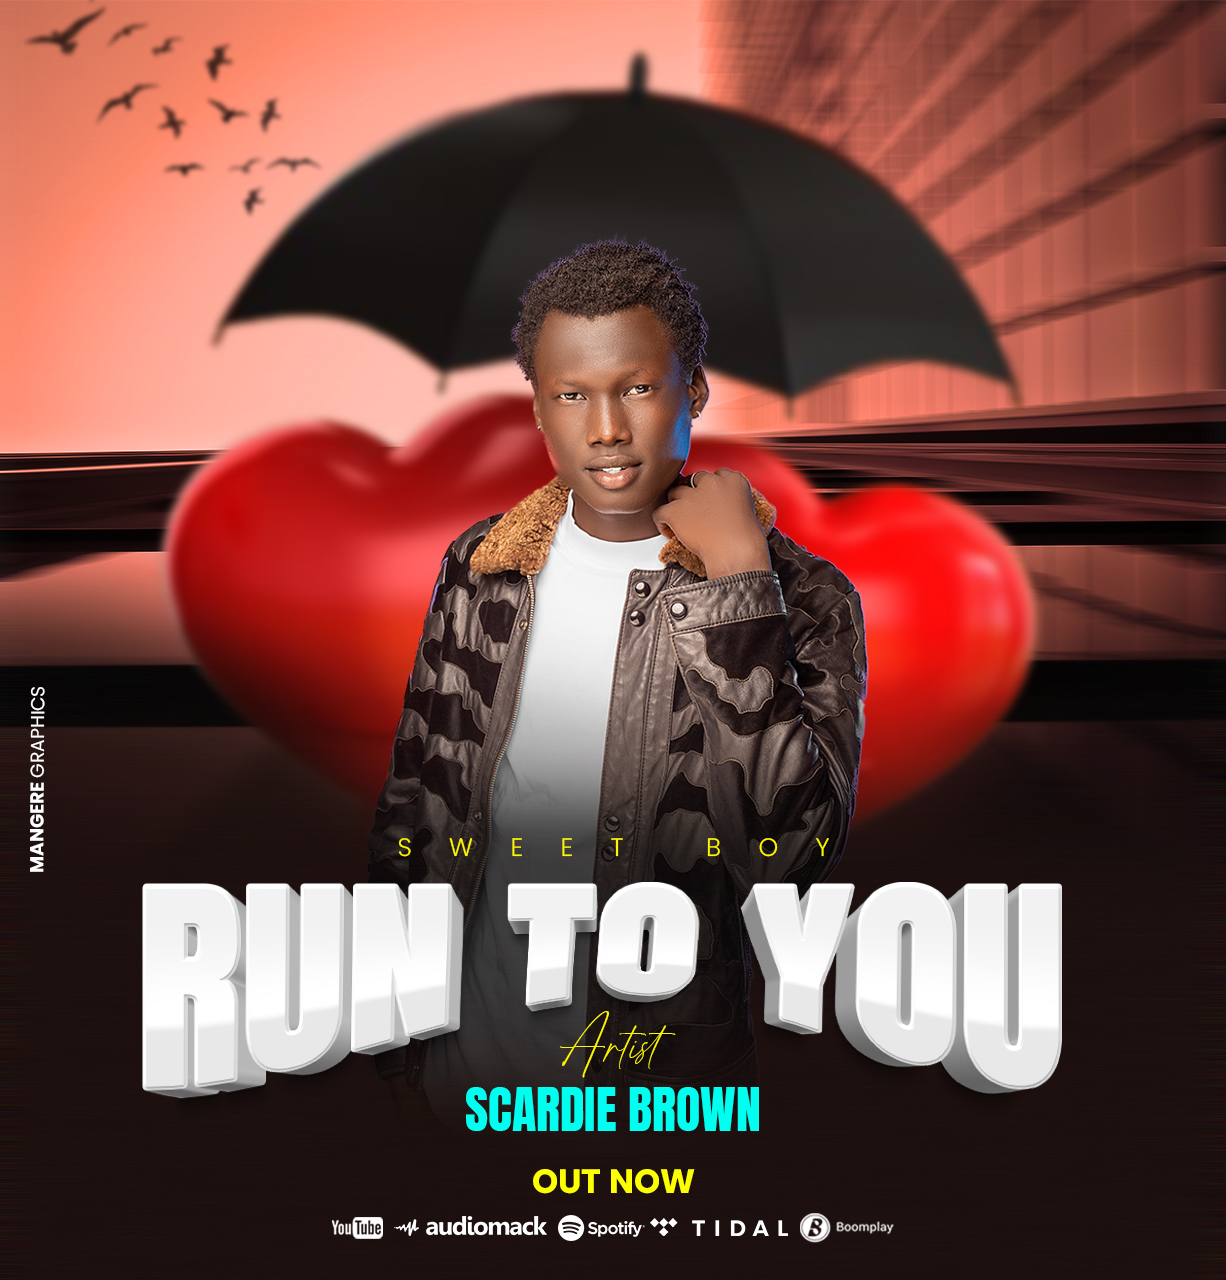 MANGERE GRAPHICS
SWEET BOY
RUN TO YOU
Artist
SCARDIE BROWN
OUT NOW
YouTube audiomack Spotify TIDAL B Boomplay